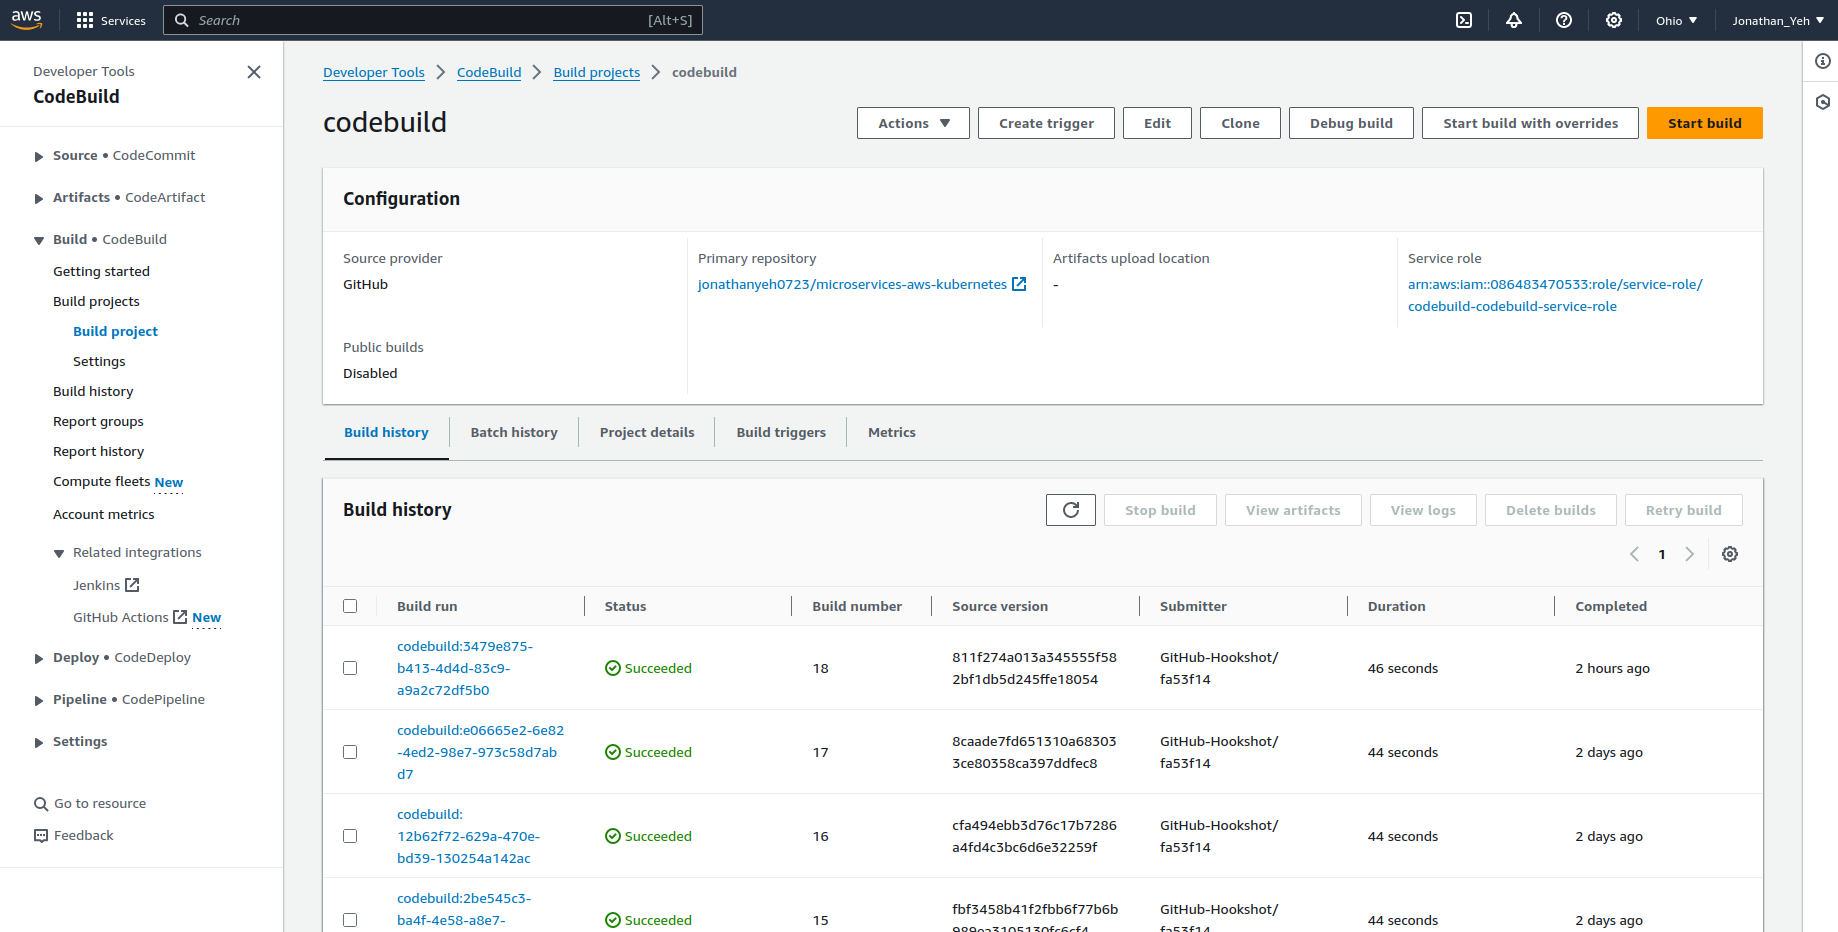 aws
Services
Search
[Alt+S]
Ohio
Jonathan_Yeh
Developer Tools
CodeBuild
Source • CodeCommit
Artifacts • CodeArtifact
Build • CodeBuild
Getting started
Build projects
Build project
Settings
Build history
Report groups
Report history
Compute fleets New
Account metrics
Related integrations
Jenkins
GitHub Actions New
Deploy • CodeDeploy
Pipeline • CodePipeline
Settings
Go to resource
Feedback
Developer Tools
CodeBuild
Build projects
codebuild
codebuild
Actions
Create trigger
Edit
Clone
Debug build
Start build with overrides
Start build
Configuration
Source provider
GitHub
Primary repository
jonathanyeh0723/microservices-aws-kubernetes
Artifacts upload location
-
Service role
arn:aws:iam::086483470533:role/service-role/
codebuild-codebuild-service-role
Public builds
Disabled
Build history
Batch history
Project details
Build triggers
Metrics
Build history
Stop build
View artifacts
View logs
Delete builds
Retry build
1
Build run
Status
Build number
Source version
Submitter
Duration
Completed
codebuild:3479e875-
b413-4d4d-83c9-
a9a2c72df5b0
Succeeded
18
811f274a013a345555f58
2bf1db5d245ffe18054
GitHub-Hookshot/
fa53f14
46 seconds
2 hours ago
codebuild:e06665e2-6e82
-4ed2-98e7-973c58d7ab
d7
Succeeded
17
8caade7fd651310a68303
3ce80358ca397ddfec8
GitHub-Hookshot/
fa53f14
44 seconds
2 days ago
codebuild:
12b62f72-629a-470e-
bd39-130254a142ac
Succeeded
16
cfa494ebb3d76c17b7286
a4fd4c3bc6d6e32259f
GitHub-Hookshot/
fa53f14
44 seconds
2 days ago
codebuild:2be545c3-
ba4f-4e58-a8e7-
Succeeded
15
fbf3458b41f2fbb6f77b6b
989ea3105130fc6cf4
GitHub-Hookshot/
fa53f14
44 seconds
2 days ago